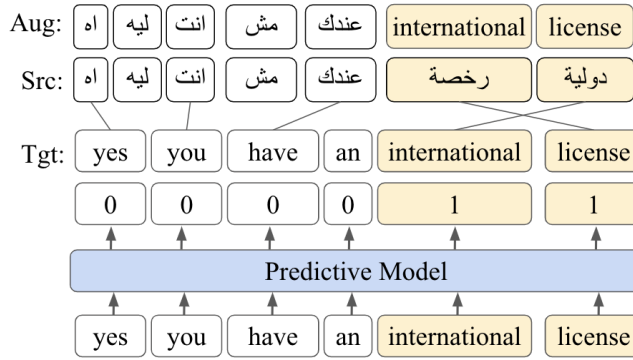 Aug: اه ليه انت مش عندك international license
Src: اه ليه انت مش عندك رخصة دولية
Tgt: yes you have an international license
0 0 0 0 1 1
Predictive Model
yes you have an international license